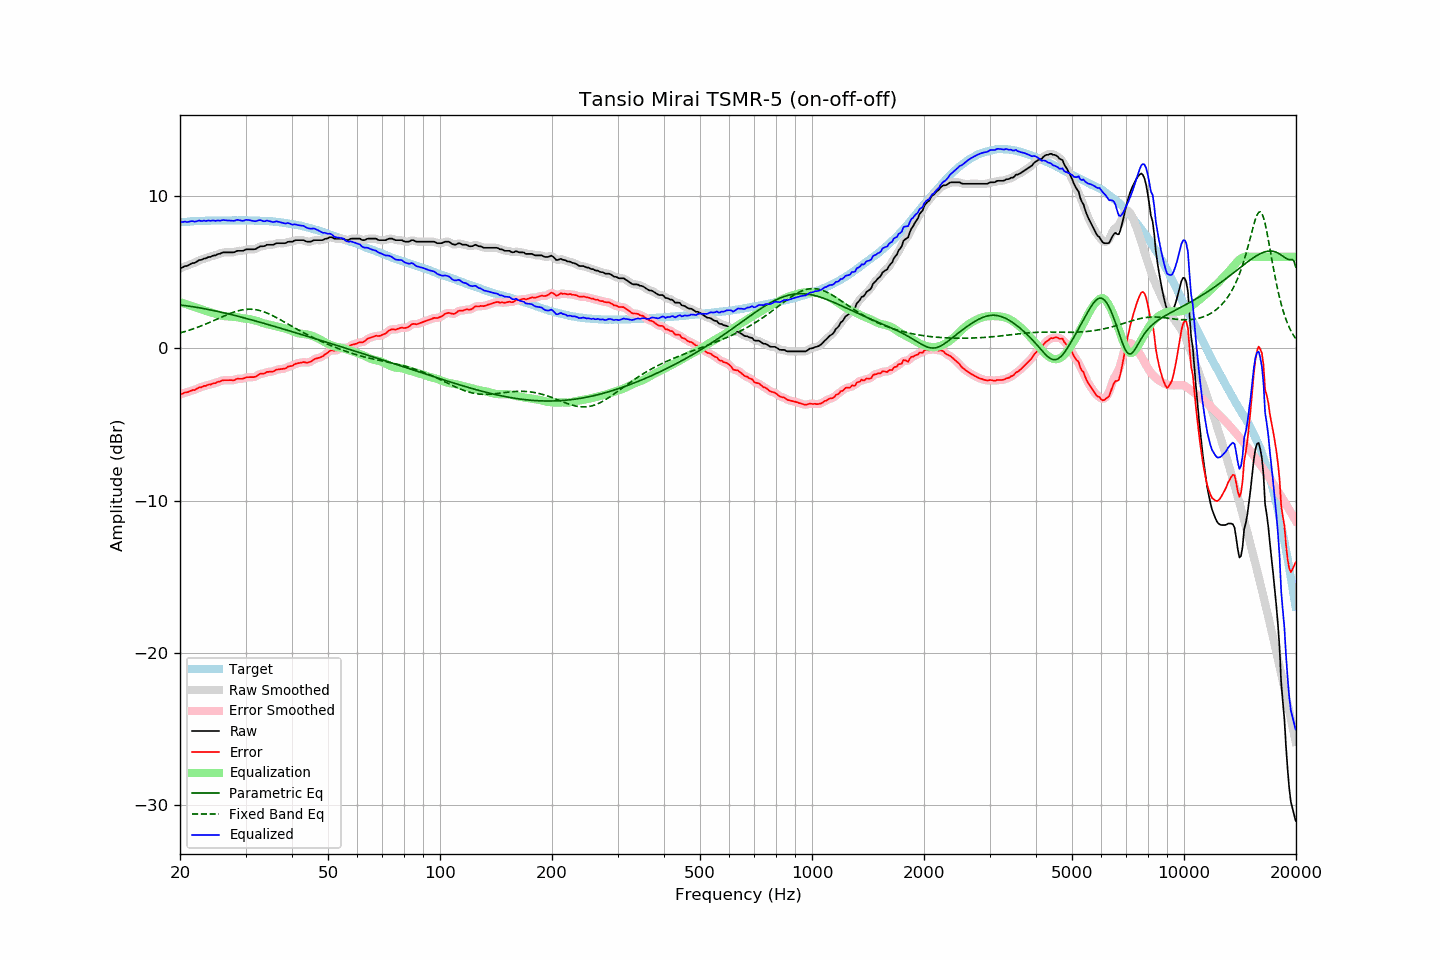 Tansio Mirai TSMR-5 (on-off-off)
Amplitude (dBr)
10
0
−10
−20
−30
Target
Raw Smoothed
Error Smoothed
Raw
Error
Equalization
Parametric Eq
Fixed Band Eq
Equalized
20 50 100 200 500 1000 2000 5000 10000 20000
Frequency (Hz)